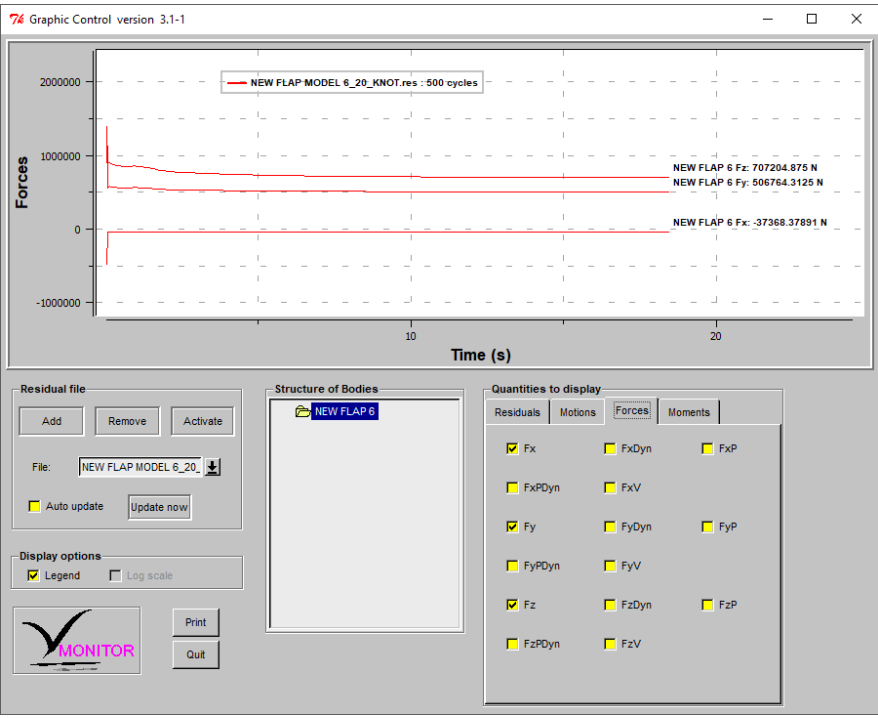 Graphic Control version 3.1-1
NEW FLAP MODEL 6_20_KNOT.res : 500 cycles
2000000
1000000
0
-1000000
Forces
NEW FLAP 6 Fz: 707204.875 N
NEW FLAP 6 Fy: 506764.3125 N
NEW FLAP 6 Fx: -37368.37891 N
10
20
Time (s)
Residual file
Add
Remove
Activate
File:
NEW FLAP MODEL 6_20_
Auto update
Update now
Display options
Legend
Log scale
MONITOR
Print
Quit
Structure of Bodies
NEW FLAP 6
Quantities to display
Residuals
Motions
Forces
Moments
Fx
FxDyn
FxP
FxPDyn
FxV
Fy
FyDyn
FyP
FyPDyn
FyV
Fz
FzDyn
FzP
FzPDyn
FzV